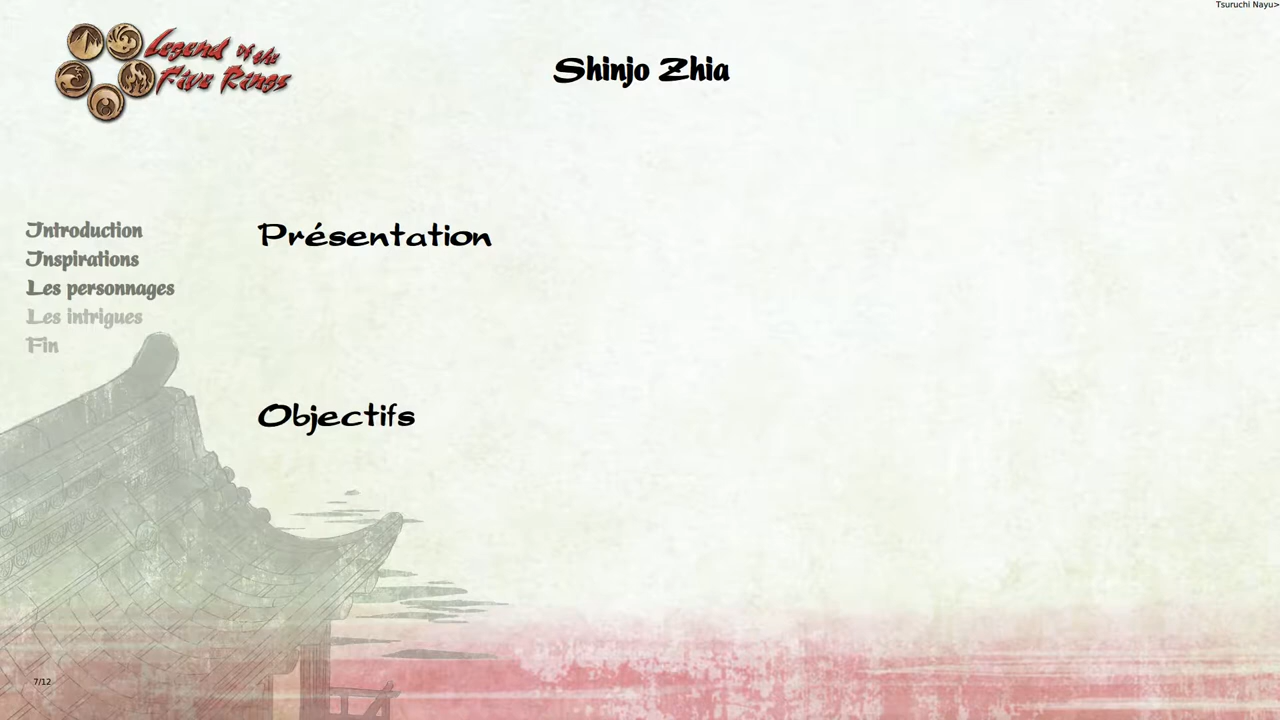 Tsuruchi Nayu>
Legend of the
Five Rings
Shinjo Zhia
Introduction
Inspirations
Les personnages
Les intrigues
Fin
Présentation
Objectifs
7/12